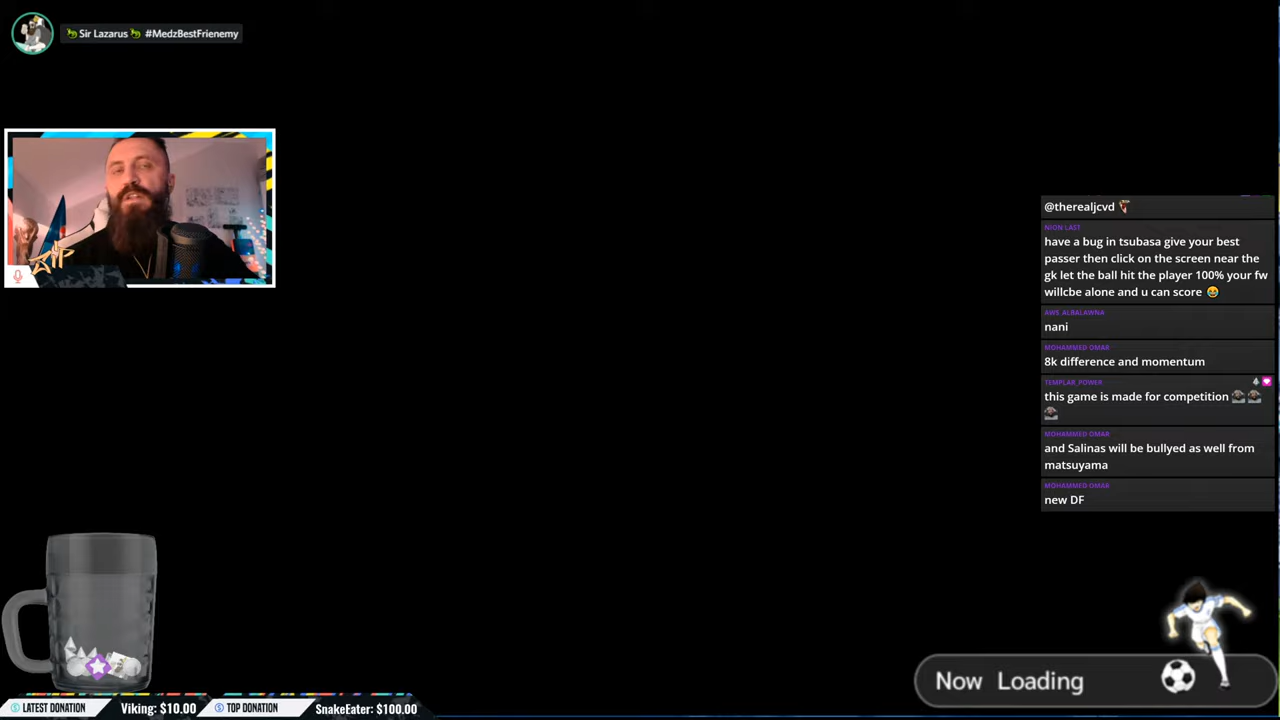 Sir Lazarus #MedzBestFrienemy
@therealjcvd
NION LAST
have a bug in tsubasa give your best
passer then click on the screen near the
gk let the ball hit the player 100% your fw
willcbe alone and u can score
AWS_ALBALAWNA
nani
MOHAMMED OMAR
8k difference and momentum
TEMPLAR_POWER
this game is made for competition
MOHAMMED OMAR
and Salinas will be bullyed as well from
matsuyama
MOHAMMED OMAR
new DF
Now Loading
LATEST DONATION Viking: $10.00 TOP DONATION SnakeEater: $100.00